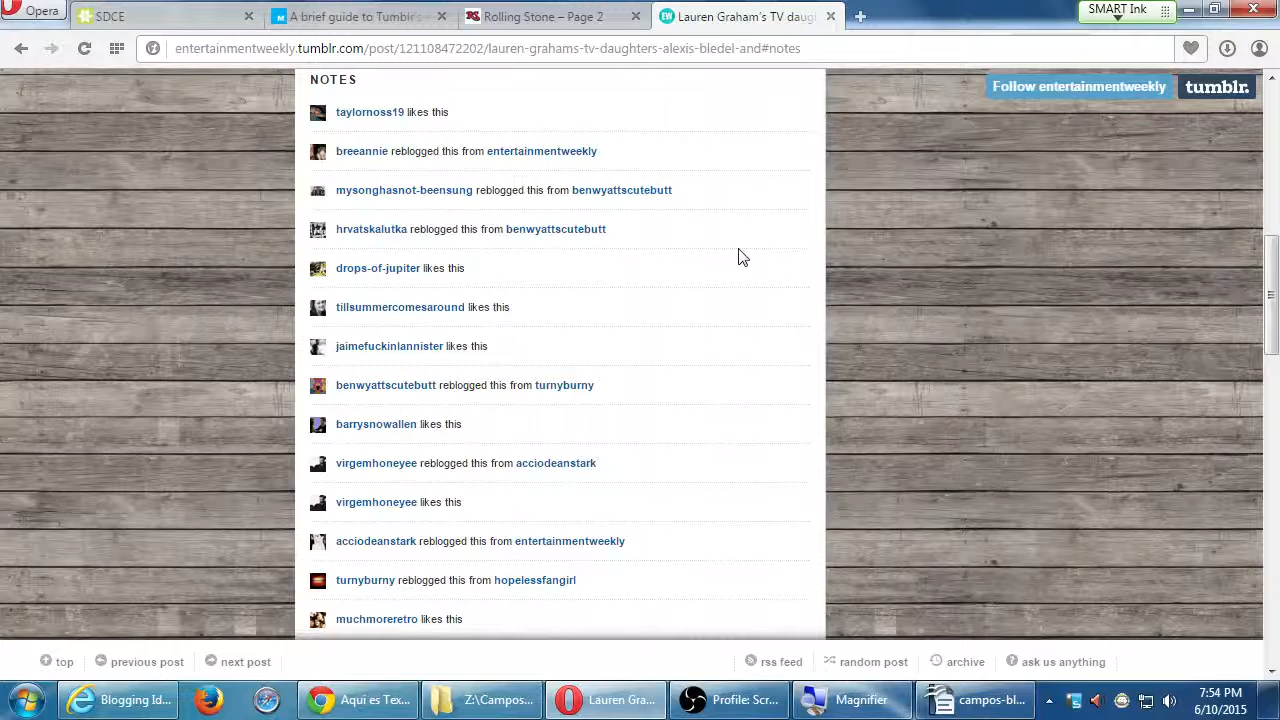 Opera
SDCE
A brief guide to Tumblr's
Rolling Stone – Page 2
EW Lauren Graham's TV daugh
SMART Ink
entertainmentweekly.tumblr.com/post/121108472202/lauren-grahams-tv-daughters-alexis-bledel-and#notes
Follow entertainmentweekly
tumblr.
NOTES
taylornoss19 likes this
breeannie reblogged this from entertainmentweekly
mysonghasnot-beensung reblogged this from benwyattscutebutt
hrvatskalutka reblogged this from benwyattscutebutt
drops-of-jupiter likes this
tillsummercomesaround likes this
jaimefuckinlannister likes this
benwyattscutebutt reblogged this from turnyburny
barrysnowallen likes this
virgemhoneyee reblogged this from acciodeanstark
virgemhoneyee likes this
acciodeanstark reblogged this from entertainmentweekly
turnyburny reblogged this from hopelessfangirl
muchmoreretro likes this
top previous post next post rss feed random post archive ask us anything
Blogging Id... Aqui es Tex... Z:\Campos... Lauren Gra... Profile: Scr... Magnifier campos-bl...
7:54 PM
6/10/2015